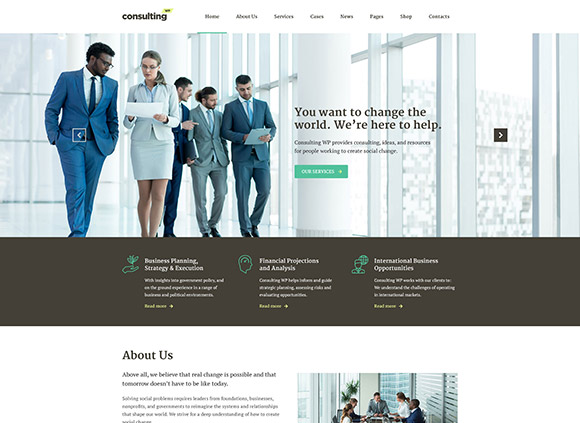 consulting WP
Home About Us Services Cases News Pages Shop Contacts
You want to change the
world. We're here to help.
Consulting WP provides consulting, ideas, and resources
for people working to create social change.
OUR SERVICES
Business Planning,
Strategy & Execution
With insights into government policy, and
on the ground experience in a range of
business and political environments.
Read more
Financial Projections
and Analysis
Consulting WP helps inform and guide
strategic planning, assessing risks and
evaluating opportunities.
Read more
International Business
Opportunities
Consulting WP works with our clients to:
We understand the challenges of operating
in international markets.
Read more
About Us
Above all, we believe that real change is possible and that
tomorrow doesn't have to be like today.
Solving social problems requires leaders from foundations, businesses,
nonprofits, and governments to reimagine the systems and relationships
that shape our world. We strive for a deep understanding of how to create
social change.